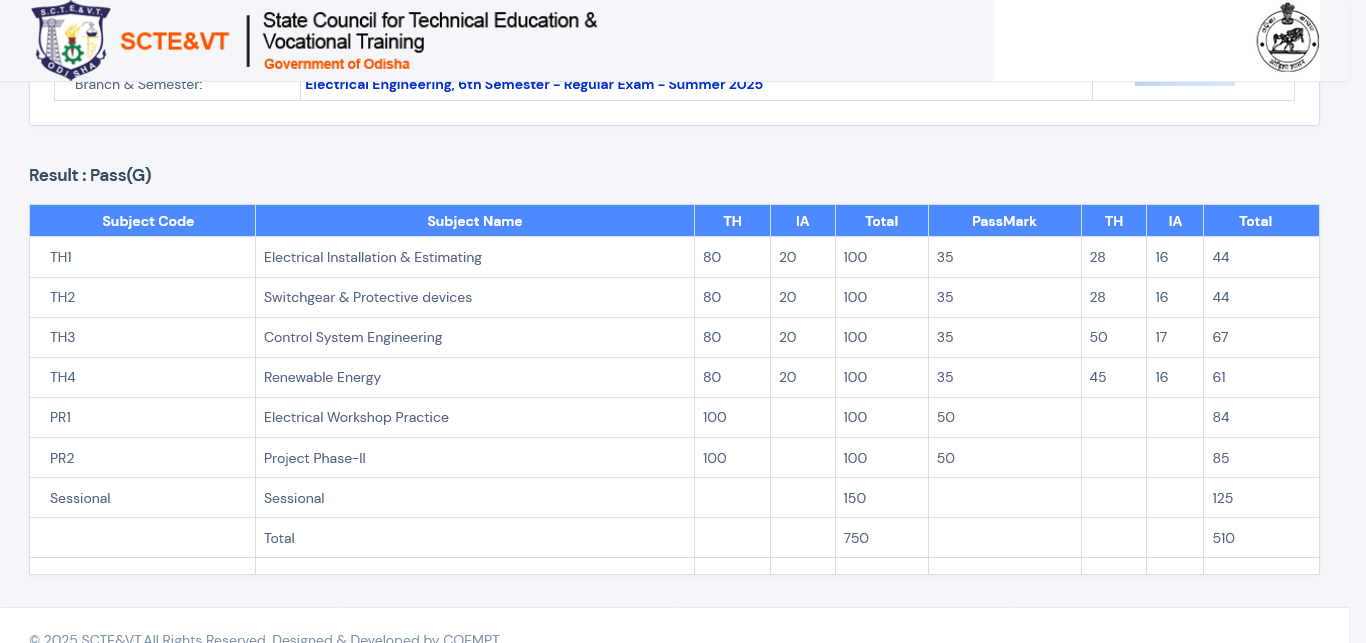 S.C.T.E.&V.T.
ODISHA
SCTE&VT
State Council for Technical Education &
Vocational Training
Government of Odisha
Branch & Semester: Electrical Engineering, 6th Semester - Regular Exam - Summer 2025
Result : Pass(G)
Subject Code Subject Name TH IA Total PassMark TH IA Total
TH1 Electrical Installation & Estimating 80 20 100 35 28 16 44
TH2 Switchgear & Protective devices 80 20 100 35 28 16 44
TH3 Control System Engineering 80 20 100 35 50 17 67
TH4 Renewable Energy 80 20 100 35 45 16 61
PR1 Electrical Workshop Practice 100 100 50 84
PR2 Project Phase-II 100 100 50 85
Sessional Sessional 150 125
Total 750 510
© 2025 SCTE&VT.All Rights Reserved. Designed & Developed by COEMPT